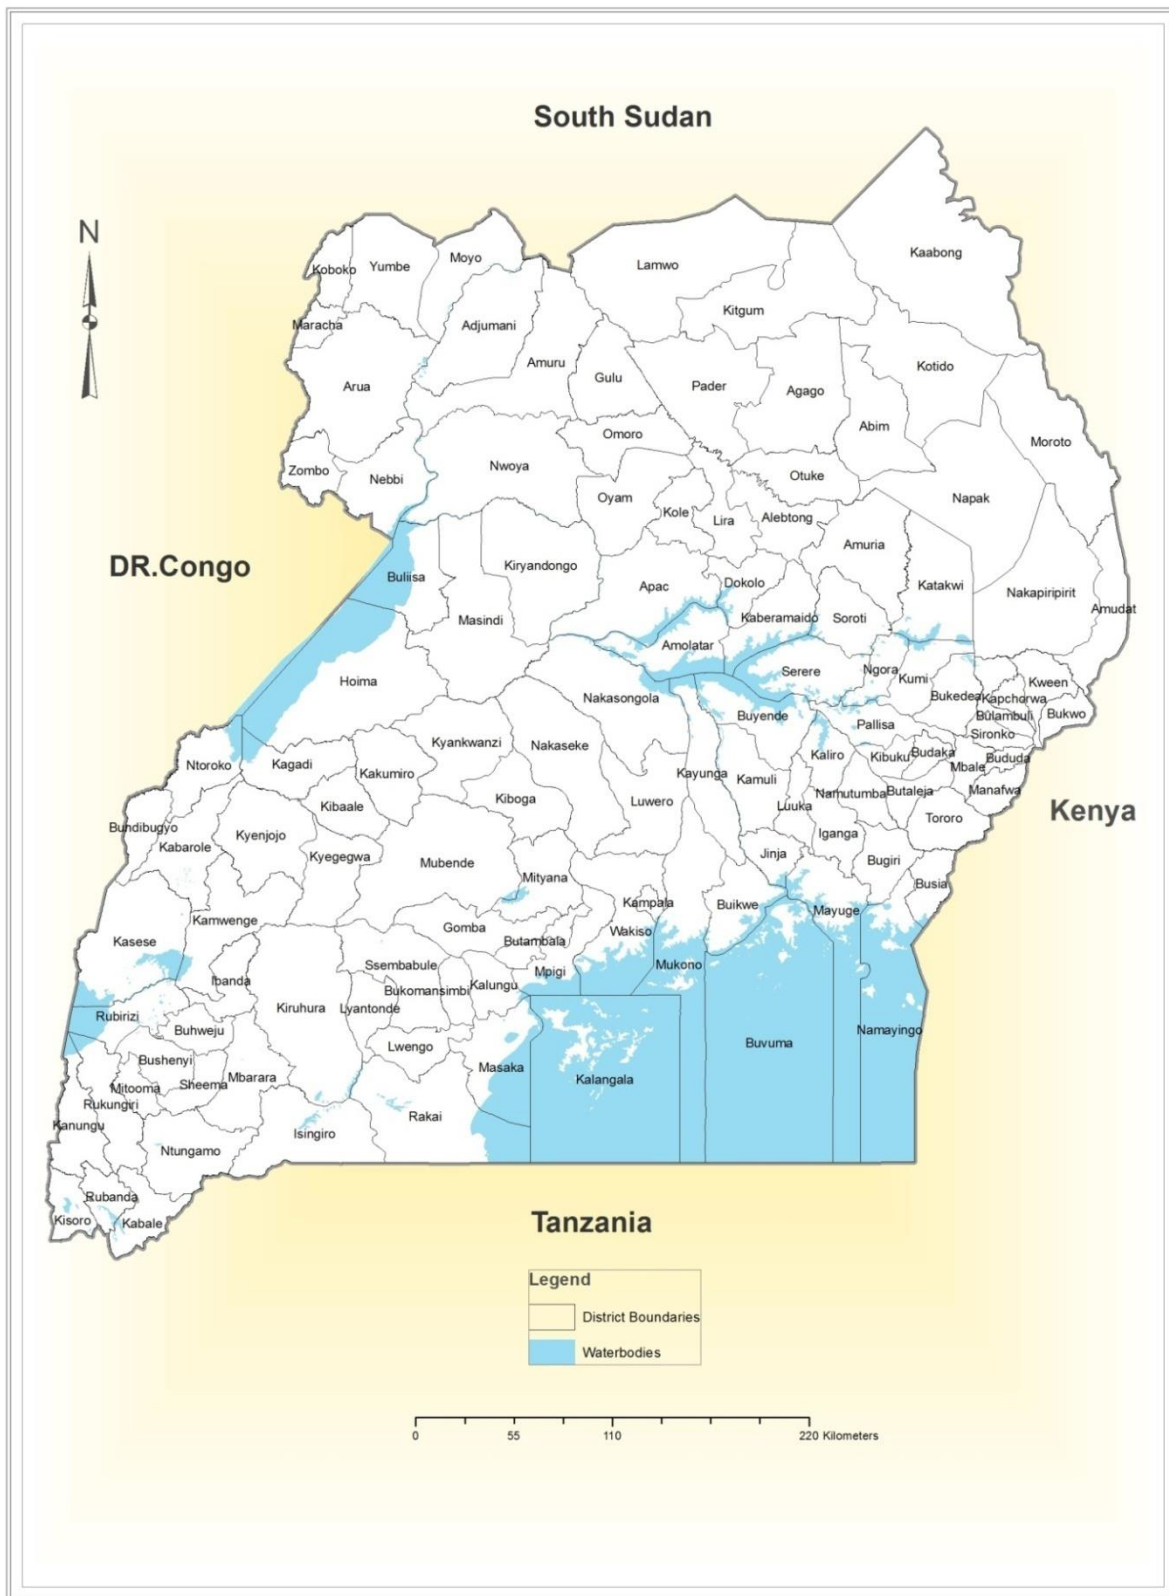 South Sudan
N
Kaabong
Moyo
Lamwo
Koboko
Yumbe
Kitgum
Maracha
Adjumani
Amuru
Kotido
Gulu
Arua
Pader
Agago
Abim
Omoro
Moroto
Zombo
Nebbi
Nwoya
Otuke
Oyam
Napak
Kole
Lira
Alebtong
Amuria
DR.Congo
Kiryandongo
Buliisa
Apac
Dokolo
Katakwi
Nakapiripirit
Amudat
Masindi
Kaberamaido
Soroti
Amolatar
Hoima
Serere
Ngora
Kumi
Kween
Nakasongola
Bukedea
Kapchorwa
Buyende
Bulambuli
Bukwo
Pallisa
Sironko
Kyankwanzi
Nakaseke
Kaliro
Kibuku
Budaka
Bududa
Ntoroko
Kagadi
Kakumiro
Kayunga
Kamuli
Mbale
Kibaale
Kiboga
Luwero
Luuka
Namutumba
Butaleja
Manafwa
Kenya
Tororo
Bundibugyo
Kyenjojo
Kabarole
Iganga
Kyegegwa
Mubende
Jinja
Bugiri
Mityana
Busia
Kampala
Buikwe
Mayuge
Kamwenge
Gomba
Wakiso
Kasese
Butambala
Ssembabule
Mpigi
Mukono
Ibanda
Kalungu
Bukomansimbi
Kiruhura
Lyantonde
Rubirizi
Buhweju
Namayingo
Lwengo
Buvuma
Bushenyi
Masaka
Kalangala
Mbarara
Sheema
Mitooma
Rukungiri
Rakai
Kanungu
Isingiro
Ntungamo
Rubanda
Kisoro
Kabale
Tanzania
Legend
District Boundaries
Waterbodies
0 55 110 220 Kilometers